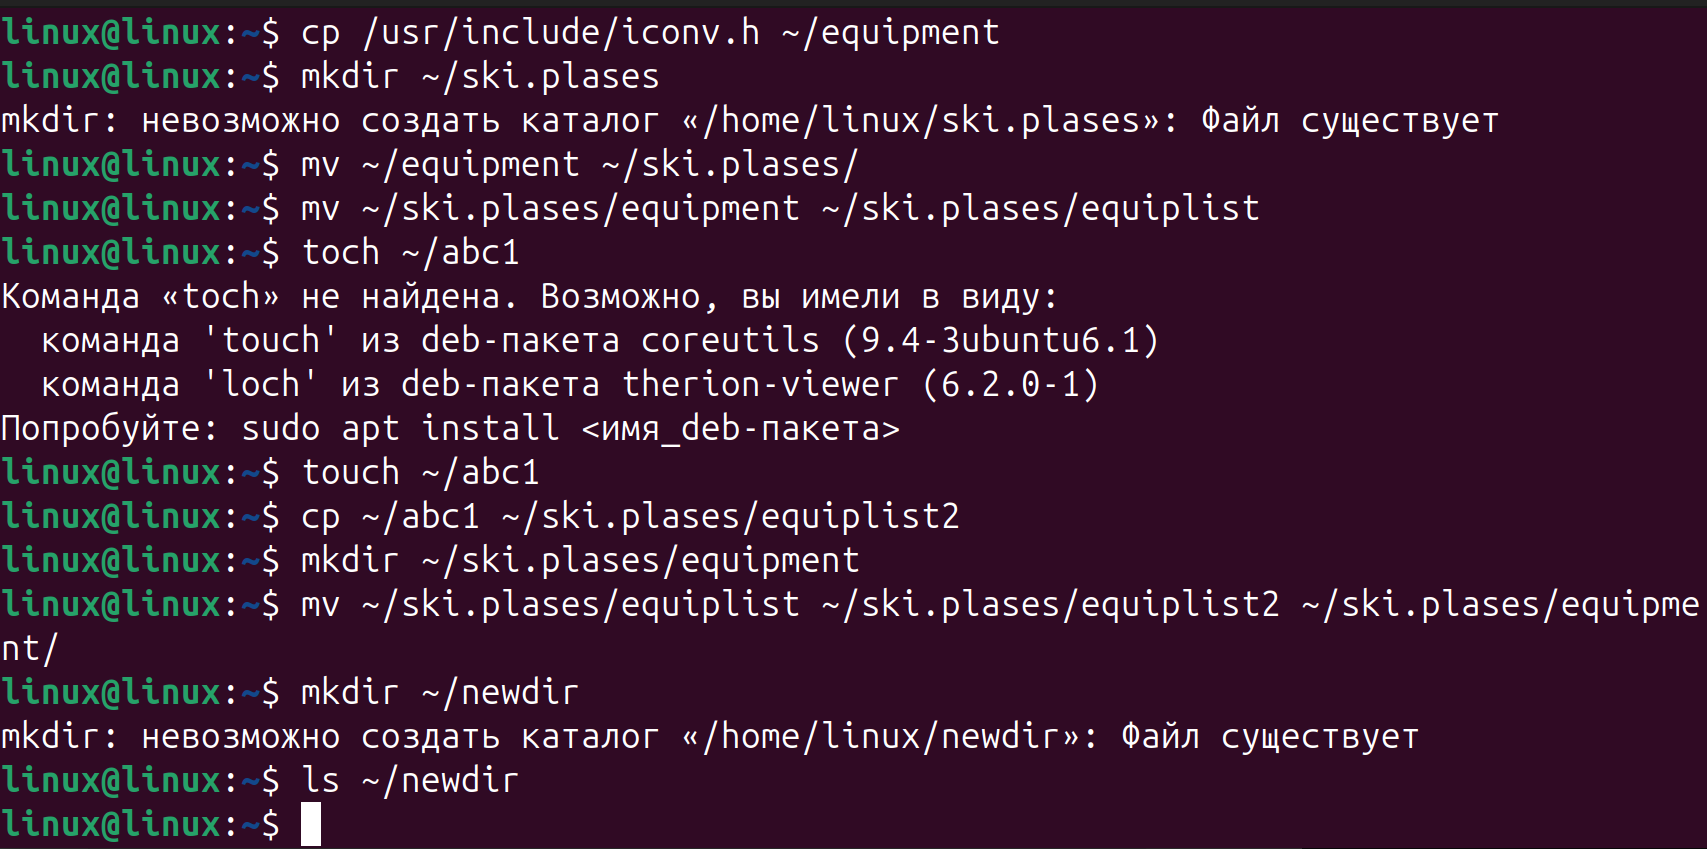 linux@linux:~$ cp /usr/include/iconv.h ~/equipment
linux@linux:~$ mkdir ~/ski.plases
mkdir: невозможно создать каталог «/home/linux/ski.plases»: Файл существует
linux@linux:~$ mv ~/equipment ~/ski.plases/
linux@linux:~$ mv ~/ski.plases/equipment ~/ski.plases/equiplist
linux@linux:~$ toch ~/abc1
Команда «toch» не найдена. Возможно, вы имели в виду:
  команда 'touch' из deb-пакета coreutils (9.4-3ubuntu6.1)
  команда 'loch' из deb-пакета therion-viewer (6.2.0-1)
Попробуйте: sudo apt install <имя_deb-пакета>
linux@linux:~$ touch ~/abc1
linux@linux:~$ cp ~/abc1 ~/ski.plases/equiplist2
linux@linux:~$ mkdir ~/ski.plases/equipment
linux@linux:~$ mv ~/ski.plases/equiplist ~/ski.plases/equiplist2 ~/ski.plases/equipme
nt/
linux@linux:~$ mkdir ~/newdir
mkdir: невозможно создать каталог «/home/linux/newdir»: Файл существует
linux@linux:~$ ls ~/newdir
linux@linux:~$